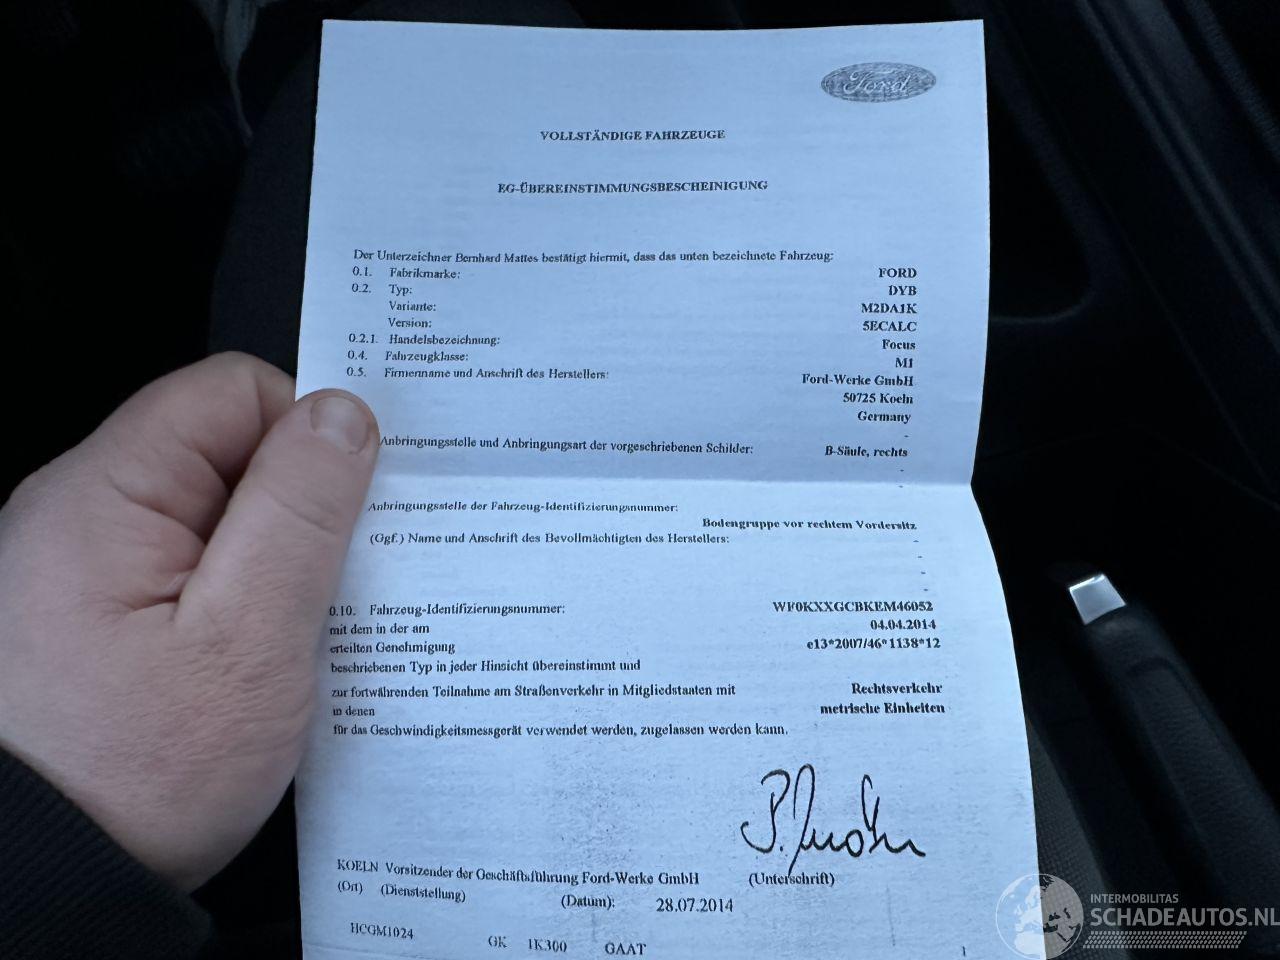 Ford
VOLLSTÄNDIGE FAHRZEUGE
EG-ÜBEREINSTIMMUNGSBESCHEINIGUNG
Der Unterzeichner Bernhard Mattes bestätigt hiermit, dass das unten bezeichnete Fahrzeug:
0.1. Fabrikmarke: FORD
0.2. Typ: DYB
Variante: M2DA1K
Version: 5ECALC
0.2.1. Handelsbezeichnung: Focus
0.4. Fahrzeugklasse: M1
0.5. Firmenname und Anschrift des Herstellers: Ford-Werke GmbH
50725 Koeln
Germany
-
Anbringungsstelle und Anbringungsart der vorgeschriebenen Schilder: B-Säule, rechts
-
-
Anbringungsstelle der Fahrzeug-Identifizierungsnummer:
Bodengruppe vor rechtem Vordersitz
(Ggf.) Name und Anschrift des Bevollmächtigten des Herstellers: -
-
-
-
0.10. Fahrzeug-Identifizierungsnummer: WF0KXXGCBKEM46052
mit dem in der am 04.04.2014
erteilten Genehmigung e13*2007/46*1138*12
beschriebenen Typ in jeder Hinsicht übereinstimmt und
zur fortwährenden Teilnahme am Straßenverkehr in Mitgliedstaaten mit Rechtsverkehr
in denen metrische Einheiten
für das Geschwindigkeitsmessgerät verwendet werden, zugelassen werden kann.
KOELN Vorsitzender der Geschäftsführung Ford-Werke GmbH (Unterschrift)
(Ort) (Dienststellung) (Datum): 28.07.2014
HCGM1024 GK 1K300 GAAT 1
INTERMOBILITAS
SCHADEAUTOS.NL